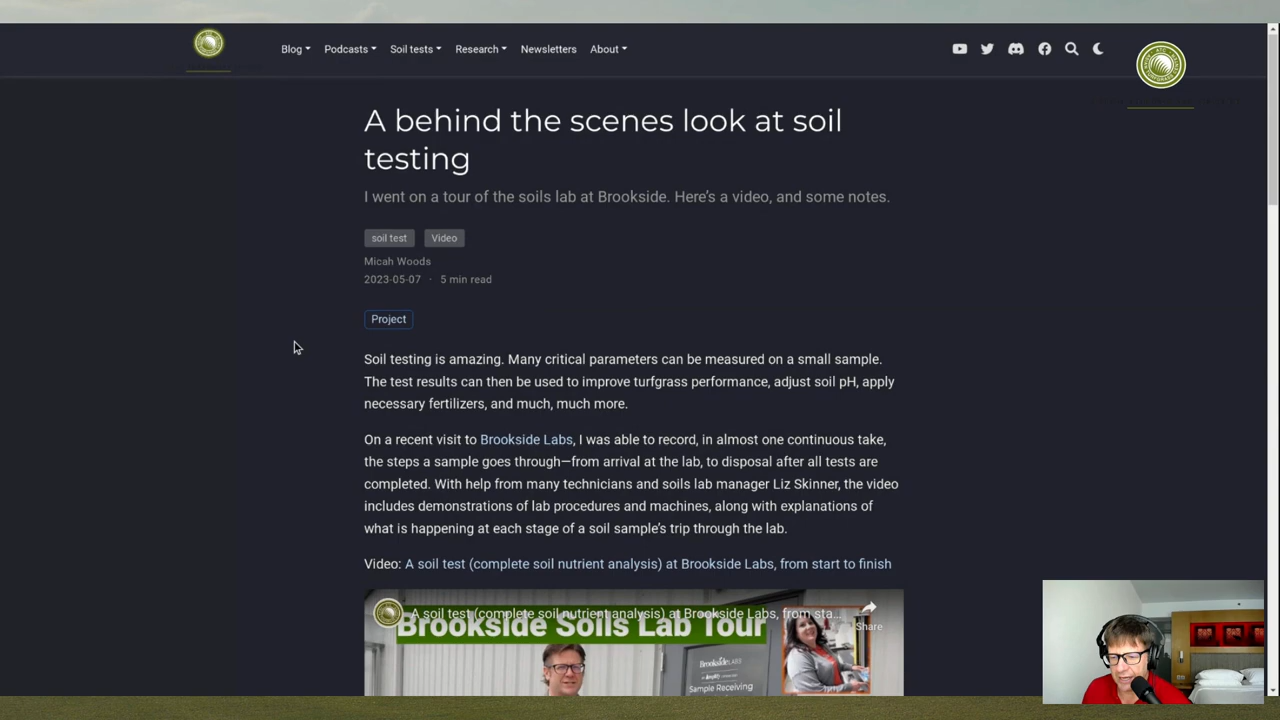 Blog Podcasts Soil tests Research Newsletters About
A behind the scenes look at soil
testing
I went on a tour of the soils lab at Brookside. Here's a video, and some notes.
soil test Video
Micah Woods
2023-05-07 · 5 min read
Project
Soil testing is amazing. Many critical parameters can be measured on a small sample.
The test results can then be used to improve turfgrass performance, adjust soil pH, apply
necessary fertilizers, and much, much more.
On a recent visit to Brookside Labs, I was able to record, in almost one continuous take,
the steps a sample goes through—from arrival at the lab, to disposal after all tests are
completed. With help from many technicians and soils lab manager Liz Skinner, the video
includes demonstrations of lab procedures and machines, along with explanations of
what is happening at each stage of a soil sample's trip through the lab.
Video: A soil test (complete soil nutrient analysis) at Brookside Labs, from start to finish
A soil test (complete soil nutrient analysis) at Brookside Labs, from sta...
Share
Brookside Soils Lab Tour
Brookside LABS
Sample Receiving